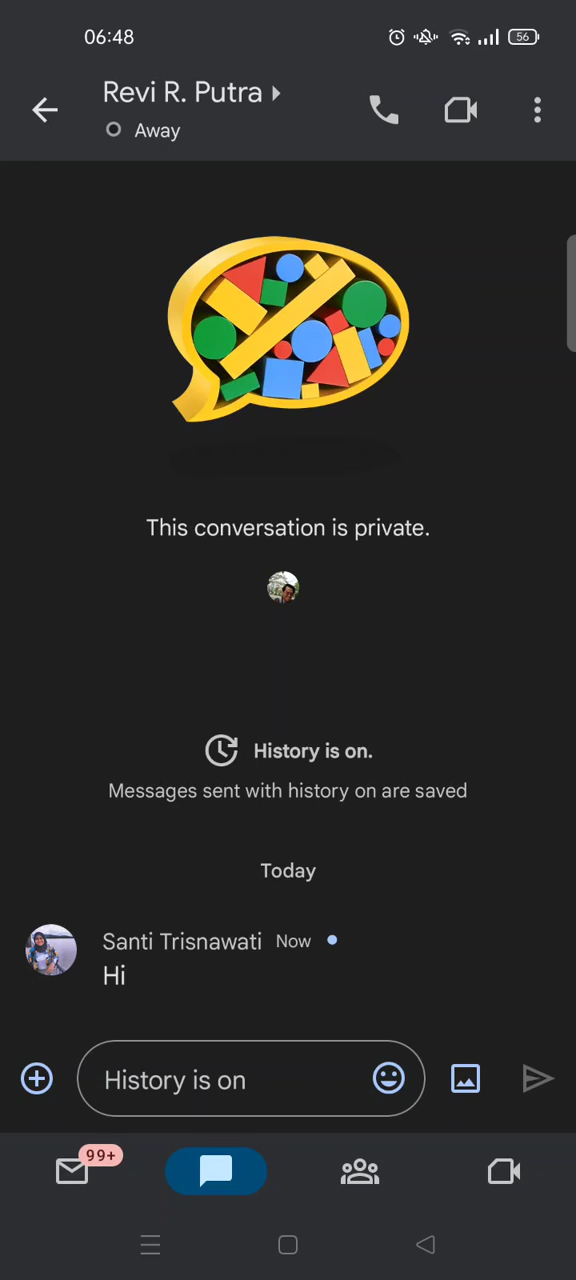 06:48
56
Revi R. Putra
Away
This conversation is private.
History is on.
Messages sent with history on are saved
Today
Santi Trisnawati Now
Hi
History is on
99+